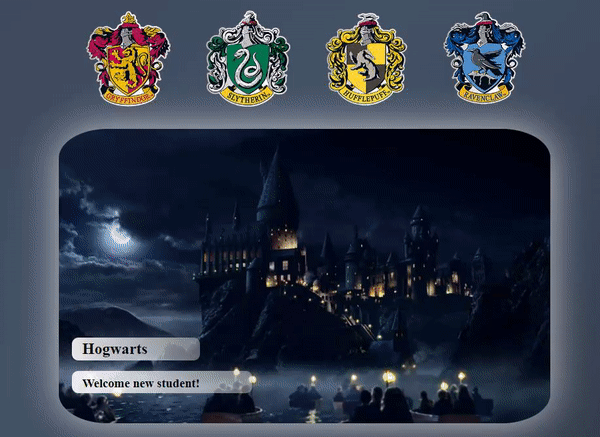 GRYFFINDOR
SLYTHERIN
HUFFLEPUFF
RAVENCLAW
Hogwarts
Welcome new student!